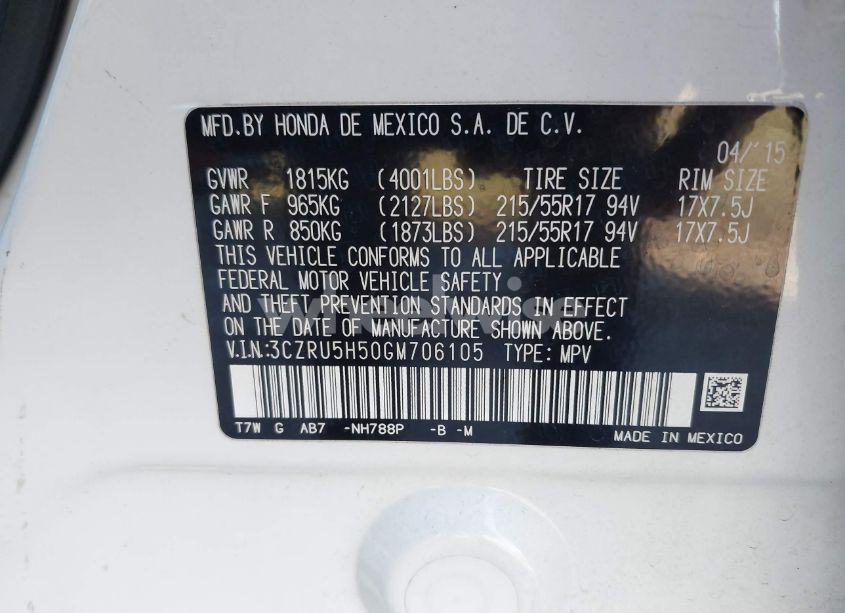 MFD.BY HONDA DE MEXICO S.A. DE C.V.
04/'15
GVWR 1815KG (4001LBS) TIRE SIZE RIM SIZE
GAWR F 965KG (2127LBS) 215/55R17 94V 17X7.5J
GAWR R 850KG (1873LBS) 215/55R17 94V 17X7.5J
THIS VEHICLE CONFORMS TO ALL APPLICABLE
FEDERAL MOTOR VEHICLE SAFETY
AND THEFT PREVENTION STANDARDS IN EFFECT
ON THE DATE OF MANUFACTURE SHOWN ABOVE.
V.I.N.:3CZRU5H50GM706105 TYPE: MPV
T7W G AB7 -NH788P -B -M
MADE IN MEXICO